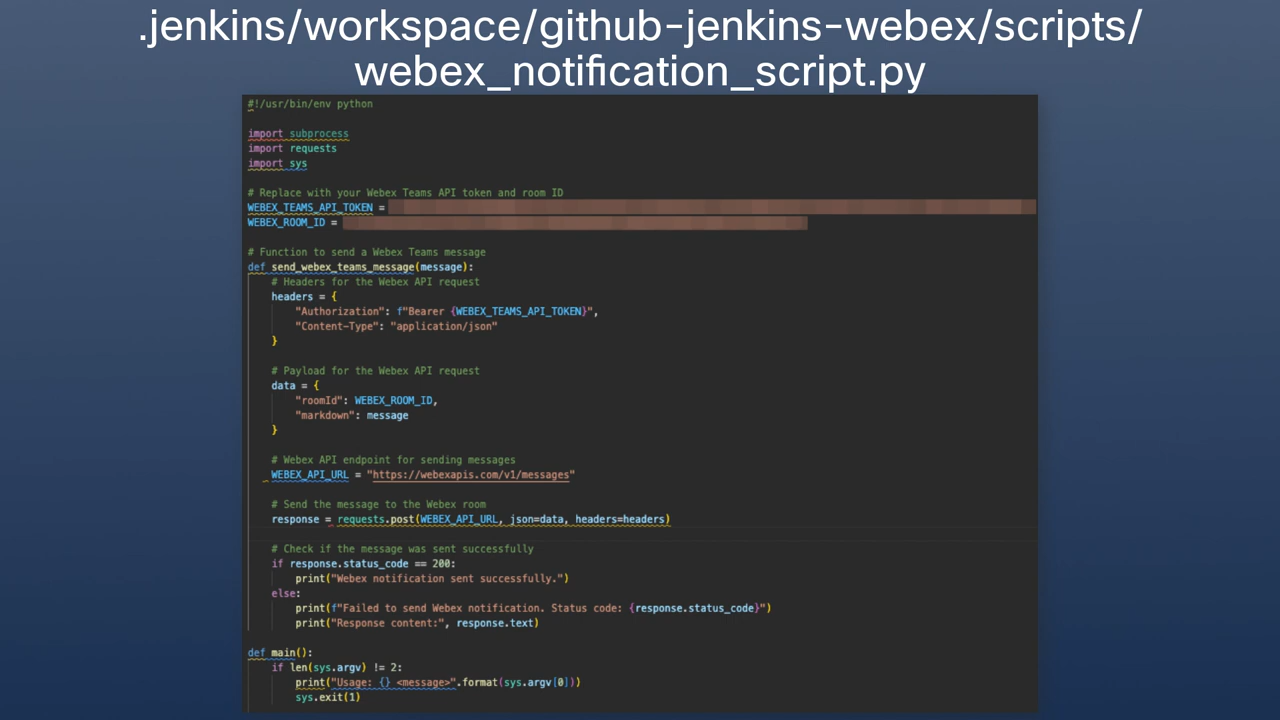 .jenkins/workspace/github-jenkins-webex/scripts/
webex_notification_script.py
#!/usr/bin/env python
import subprocess
import requests
import sys
# Replace with your Webex Teams API token and room ID
WEBEX_TEAMS_API_TOKEN =
WEBEX_ROOM_ID =
# Function to send a Webex Teams message
def send_webex_teams_message(message):
    # Headers for the Webex API request
    headers = {
        "Authorization": f"Bearer {WEBEX_TEAMS_API_TOKEN}",
        "Content-Type": "application/json"
    }
    # Payload for the Webex API request
    data = {
        "roomId": WEBEX_ROOM_ID,
        "markdown": message
    }
    # Webex API endpoint for sending messages
    WEBEX_API_URL = "https://webexapis.com/v1/messages"
    # Send the message to the Webex room
    response = requests.post(WEBEX_API_URL, json=data, headers=headers)
    # Check if the message was sent successfully
    if response.status_code == 200:
        print("Webex notification sent successfully.")
    else:
        print(f"Failed to send Webex notification. Status code: {response.status_code}")
        print("Response content:", response.text)
def main():
    if len(sys.argv) != 2:
        print("Usage: {} <message>".format(sys.argv[0]))
        sys.exit(1)